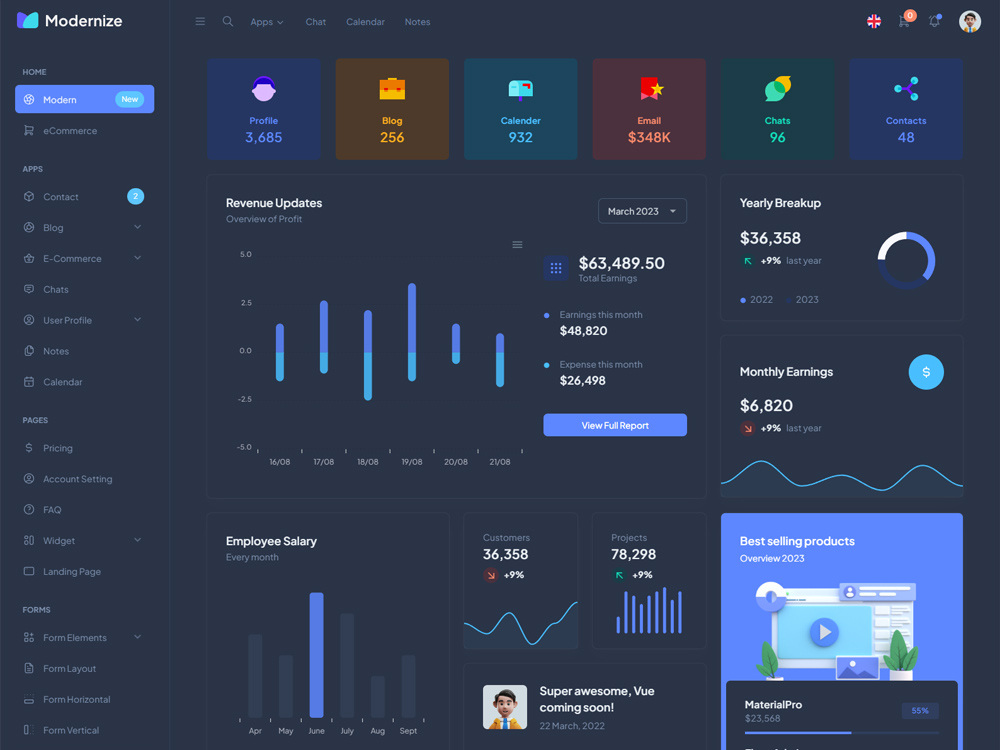 Modernize
Apps
Chat
Calendar
Notes
0
HOME
Modern
New
eCommerce
APPS
Contact
2
Blog
E-Commerce
Chats
User Profile
Notes
Calendar
PAGES
Pricing
Account Setting
FAQ
Widget
Landing Page
FORMS
Form Elements
Form Layout
Form Horizontal
Form Vertical
Profile
3,685
Blog
256
Calender
932
Email
$348K
Chats
96
Contacts
48
Revenue Updates
Overview of Profit
March 2023
5.0
2.5
0.0
-2.5
-5.0
16/08
17/08
18/08
19/08
20/08
21/08
$63,489.50
Total Earnings
Earnings this month
$48,820
Expense this month
$26,498
View Full Report
Yearly Breakup
$36,358
+9% last year
2022
2023
Monthly Earnings
$
$6,820
+9% last year
Employee Salary
Every month
Apr
May
June
July
Aug
Sept
Customers
36,358
+9%
Projects
78,298
+9%
Super awesome, Vue
coming soon!
22 March, 2022
Best selling products
Overview 2023
MaterialPro
$23,568
55%